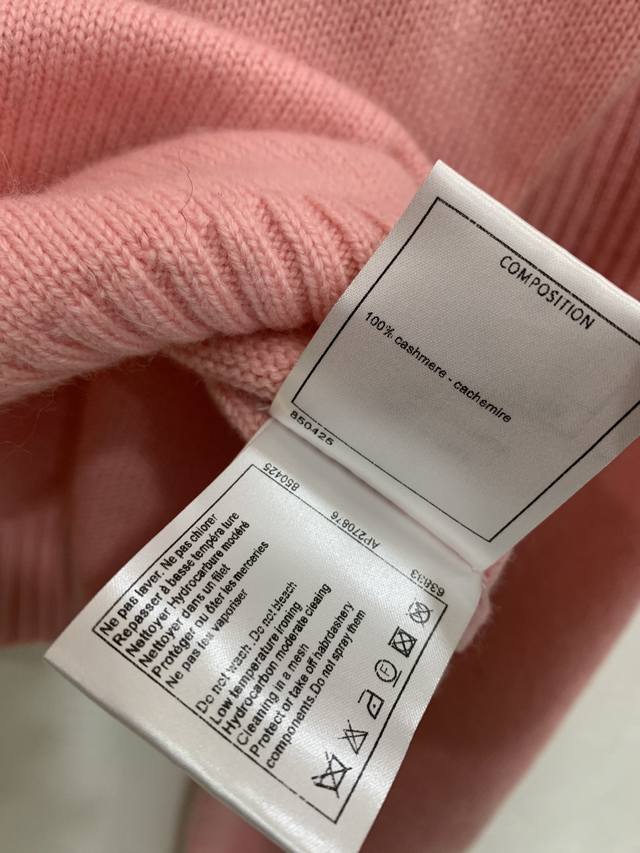 COMPOSITION
100% cashmere - cachemire
850425
850425
AP270876
63833
Ne pas laver. Ne pas chlorer
Repasser à basse température
Nettoyer Hydrocarbure modéré
Nettoyer dans un filet
Protéger ou ôter les merceries
Ne pas les vaporiser
Do not wash. Do not bleach
Low temperature ironing
Hydrocarbon moderate cleaing
Cleaning in a mesh
Protect or take off habrdashery
components.Do not spray them
F